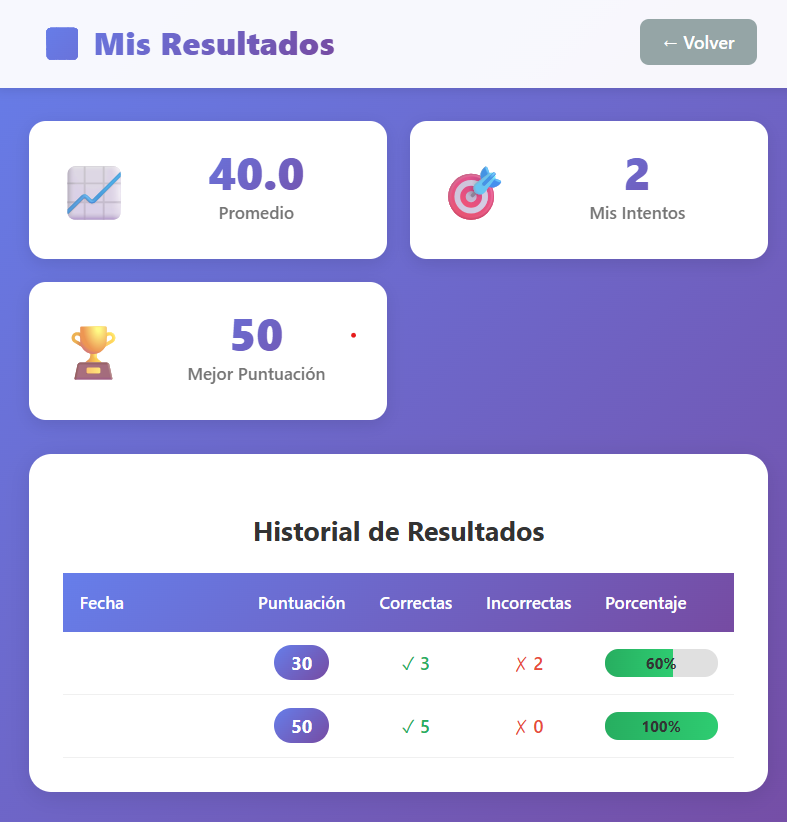 Mis Resultados
← Volver
40.0
Promedio
2
Mis Intentos
50
Mejor Puntuación
Historial de Resultados
Fecha Puntuación Correctas Incorrectas Porcentaje
30 ✓ 3 ✗ 2 60%
50 ✓ 5 ✗ 0 100%